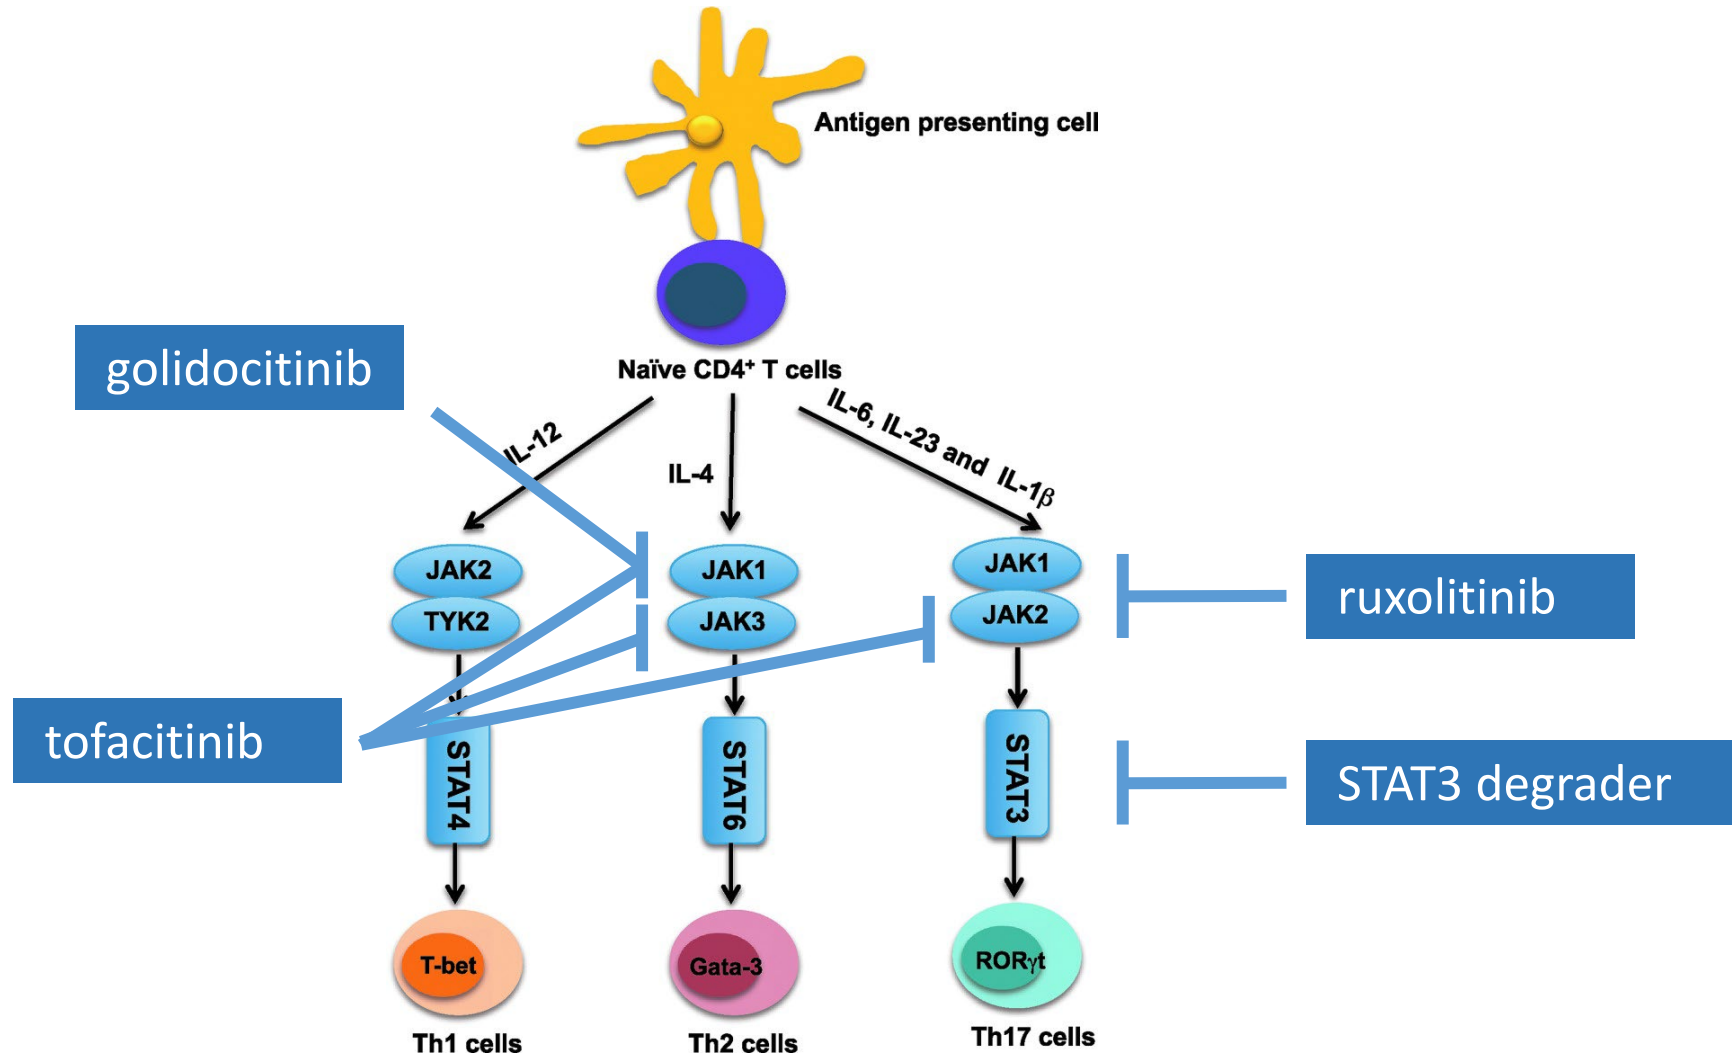 Antigen presenting cell
golidocitinib
Naïve CD4⁺ T cells
IL-12
IL-4
IL-6, IL-23 and IL-1β
JAK2
TYK2
JAK1
JAK3
JAK1
JAK2
ruxolitinib
tofacitinib
STAT4
STAT6
STAT3
STAT3 degrader
T-bet
Gata-3
RORγt
Th1 cells
Th2 cells
Th17 cells